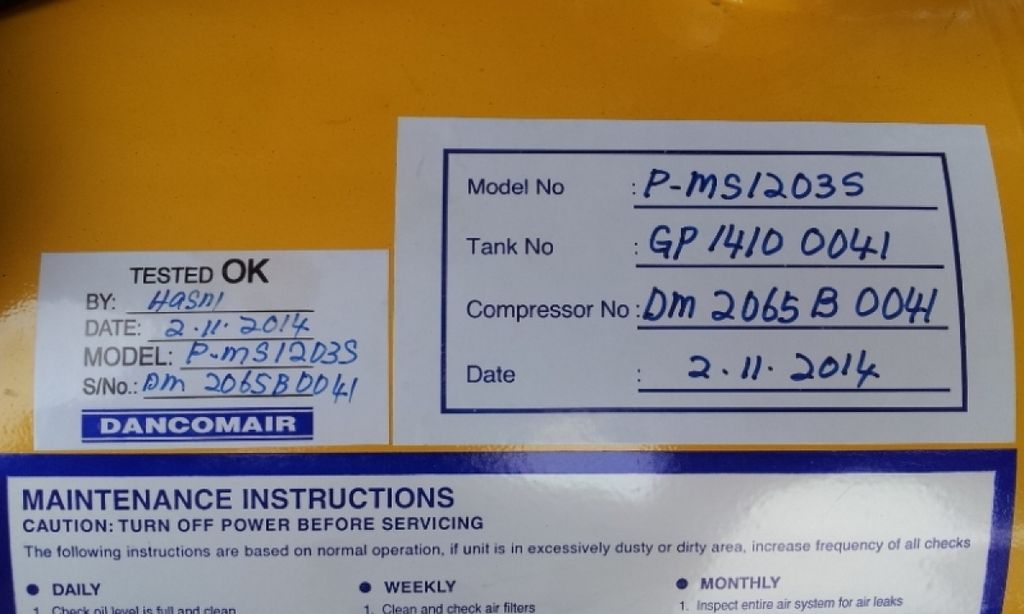 Model No : P-MS1203S
Tank No : GP 1410 0041
Compressor No : DM 2065 B 0041
Date : 2.11.2014
TESTED OK
BY: Hasni
DATE: 2.11.2014
MODEL: P-MS1203S
S/No.: DM 2065B0041
DANCOMAIR
MAINTENANCE INSTRUCTIONS
CAUTION: TURN OFF POWER BEFORE SERVICING
The following instructions are based on normal operation, if unit is in excessively dusty or dirty area, increase frequency of all checks
● DAILY ● WEEKLY ● MONTHLY
1. Check oil level is full and clean 1. Clean and check air filters 1. Inspect entire air system for air leaks